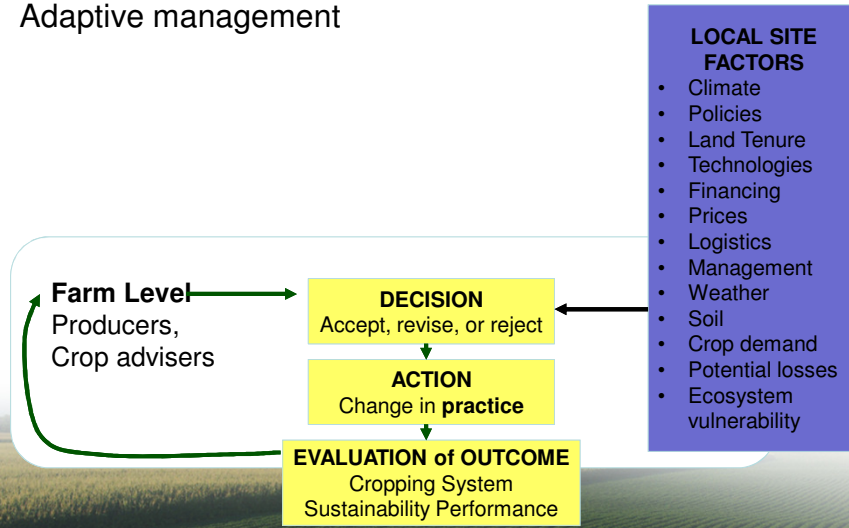 Adaptive management
LOCAL SITE
FACTORS
• Climate
• Policies
• Land Tenure
• Technologies
• Financing
• Prices
• Logistics
• Management
• Weather
• Soil
• Crop demand
• Potential losses
• Ecosystem
vulnerability
Farm Level
Producers,
Crop advisers
DECISION
Accept, revise, or reject
ACTION
Change in practice
EVALUATION of OUTCOME
Cropping System
Sustainability Performance